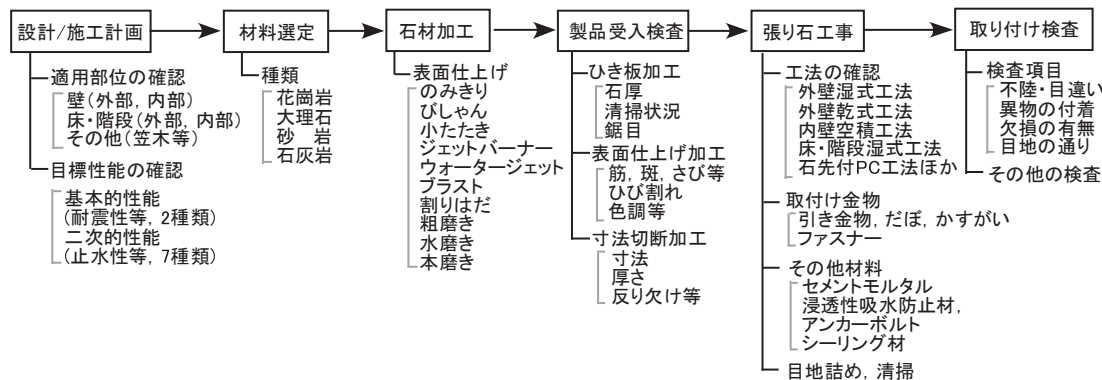 設計/施工計画
適用部位の確認
壁(外部, 内部)
床・階段(外部, 内部)
その他(笠木等)
目標性能の確認
基本的性能
(耐震性等, 2種類)
二次的性能
(止水性等, 7種類)
材料選定
種類
花崗岩
大理石
砂　岩
石灰岩
石材加工
表面仕上げ
のみきり
びしゃん
小たたき
ジェットバーナー
ウォータージェット
ブラスト
割りはだ
粗磨き
水磨き
本磨き
製品受入検査
ひき板加工
石厚
清掃状況
鋸目
表面仕上げ加工
筋, 斑, さび等
ひび割れ
色調等
寸法切断加工
寸法
厚さ
反り欠け等
張り石工事
工法の確認
外壁湿式工法
外壁乾式工法
内壁空積工法
床・階段湿式工法
石先付PC工法ほか
取付け金物
引き金物, だぼ, かすがい
ファスナー
その他材料
セメントモルタル
浸透性吸水防止材,
アンカーボルト
シーリング材
目地詰め, 清掃
取り付け検査
検査項目
不陸・目違い
異物の付着
欠損の有無
目地の通り
その他の検査